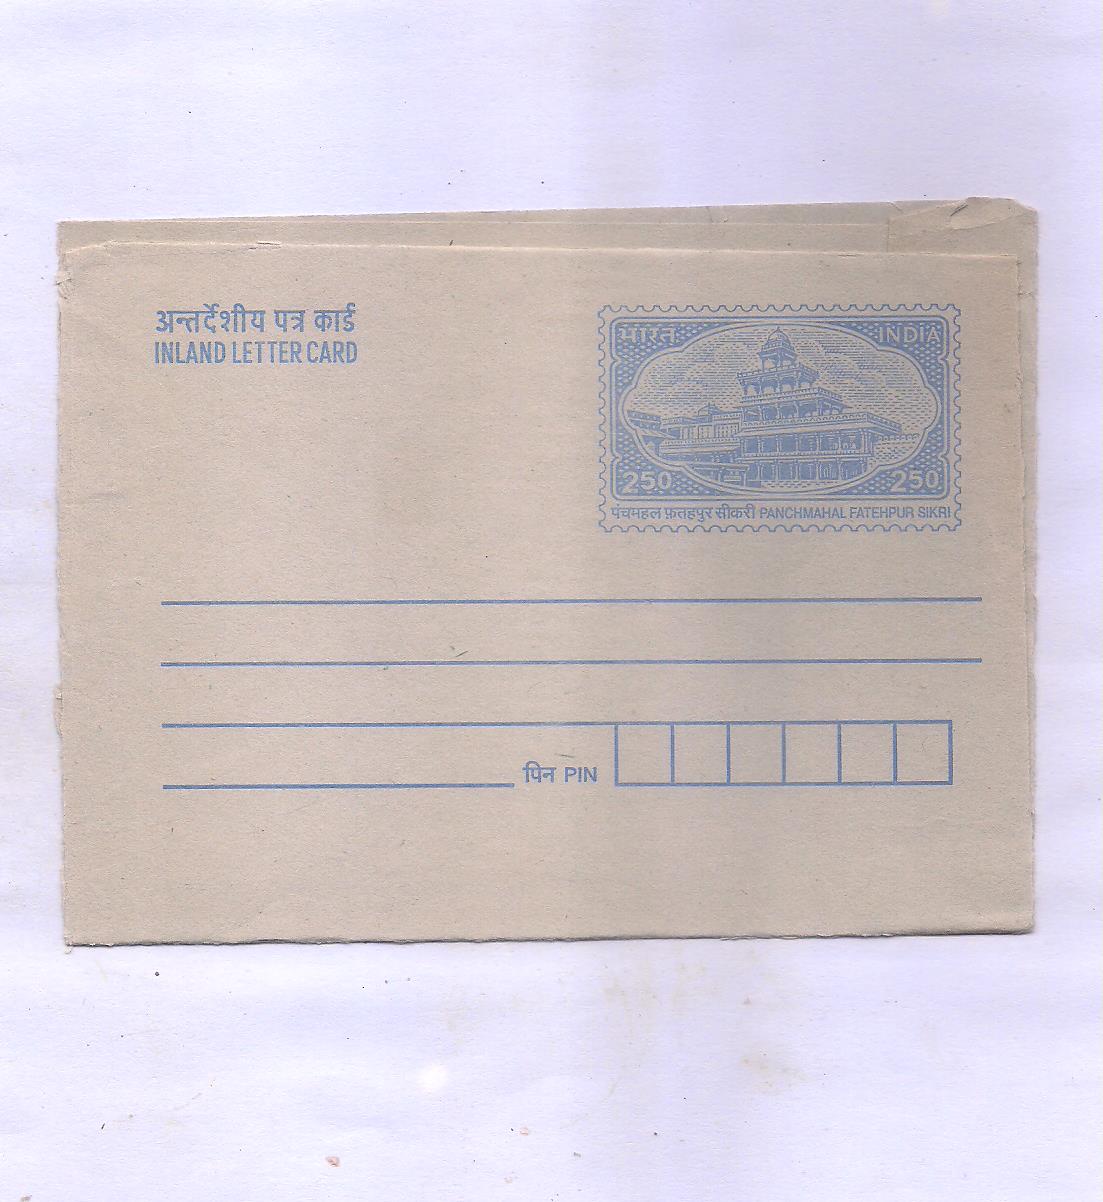 अन्तर्देशीय पत्र कार्ड
INLAND LETTER CARD
भारत INDIA
250 250
पंचमहल फ़तहपुर सीकरी PANCHMAHAL FATEHPUR SIKRI
पिन PIN